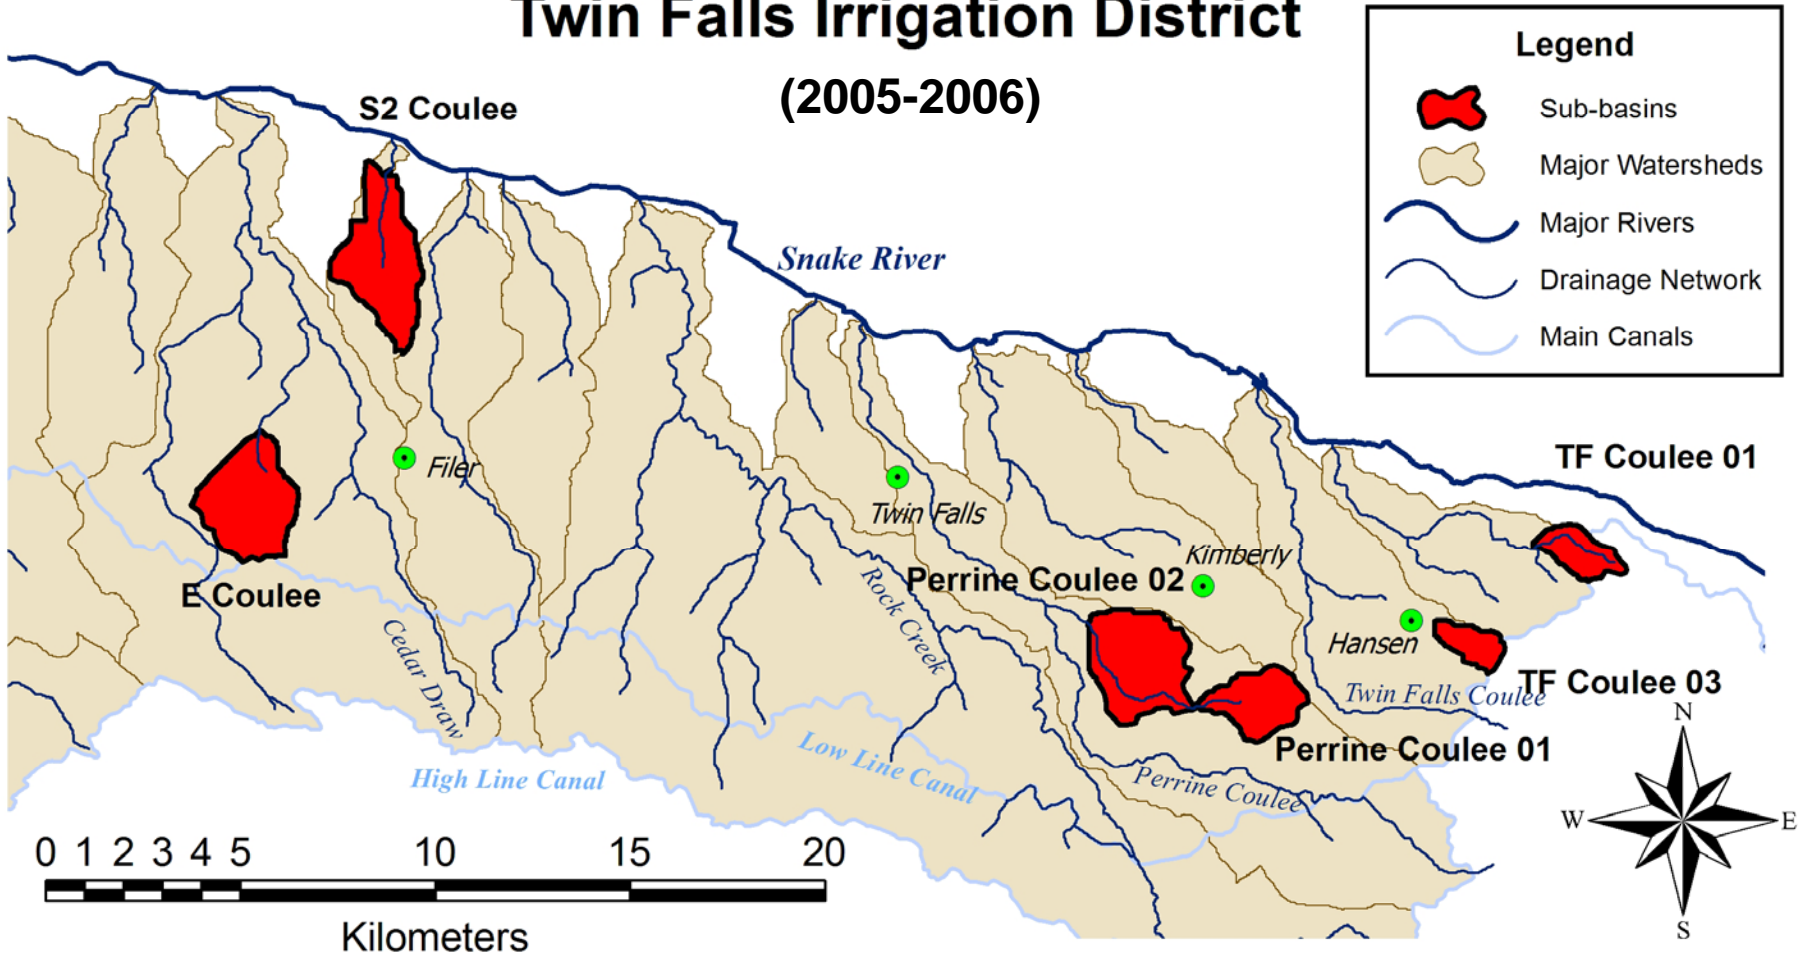 Twin Falls Irrigation District
(2005-2006)
Legend
Sub-basins
Major Watersheds
Major Rivers
Drainage Network
Main Canals
S2 Coulee
Snake River
TF Coulee 01
Filer
Twin Falls
Kimberly
Perrine Coulee 02
E Coulee
Rock Creek
Cedar Draw
Hansen
TF Coulee 03
Twin Falls Coulee
Perrine Coulee 01
Low Line Canal
High Line Canal
Perrine Coulee
N
W
E
S
0 1 2 3 4 5 10 15 20
Kilometers